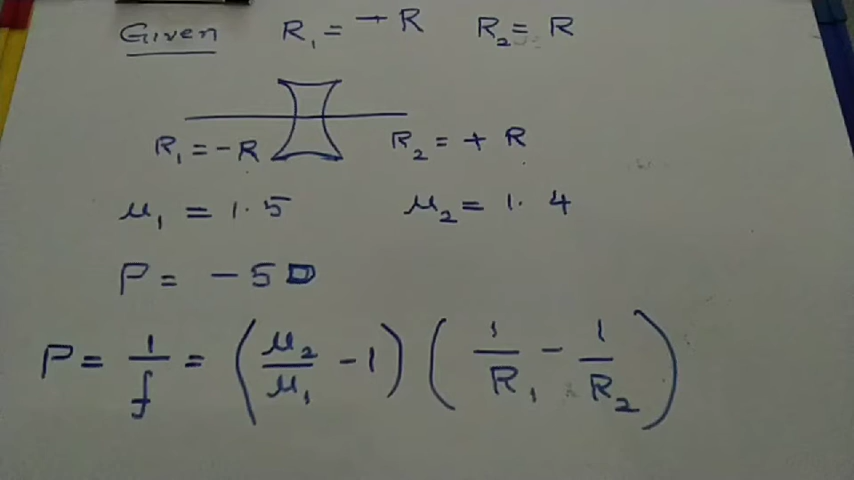 Given R₁ = - R R₂ = R
R₁ = - R R₂ = + R
μ₁ = 1.5 μ₂ = 1.4
P = - 5 D
P = 1/f = (μ₂/μ₁ - 1) (1/R₁ - 1/R₂)